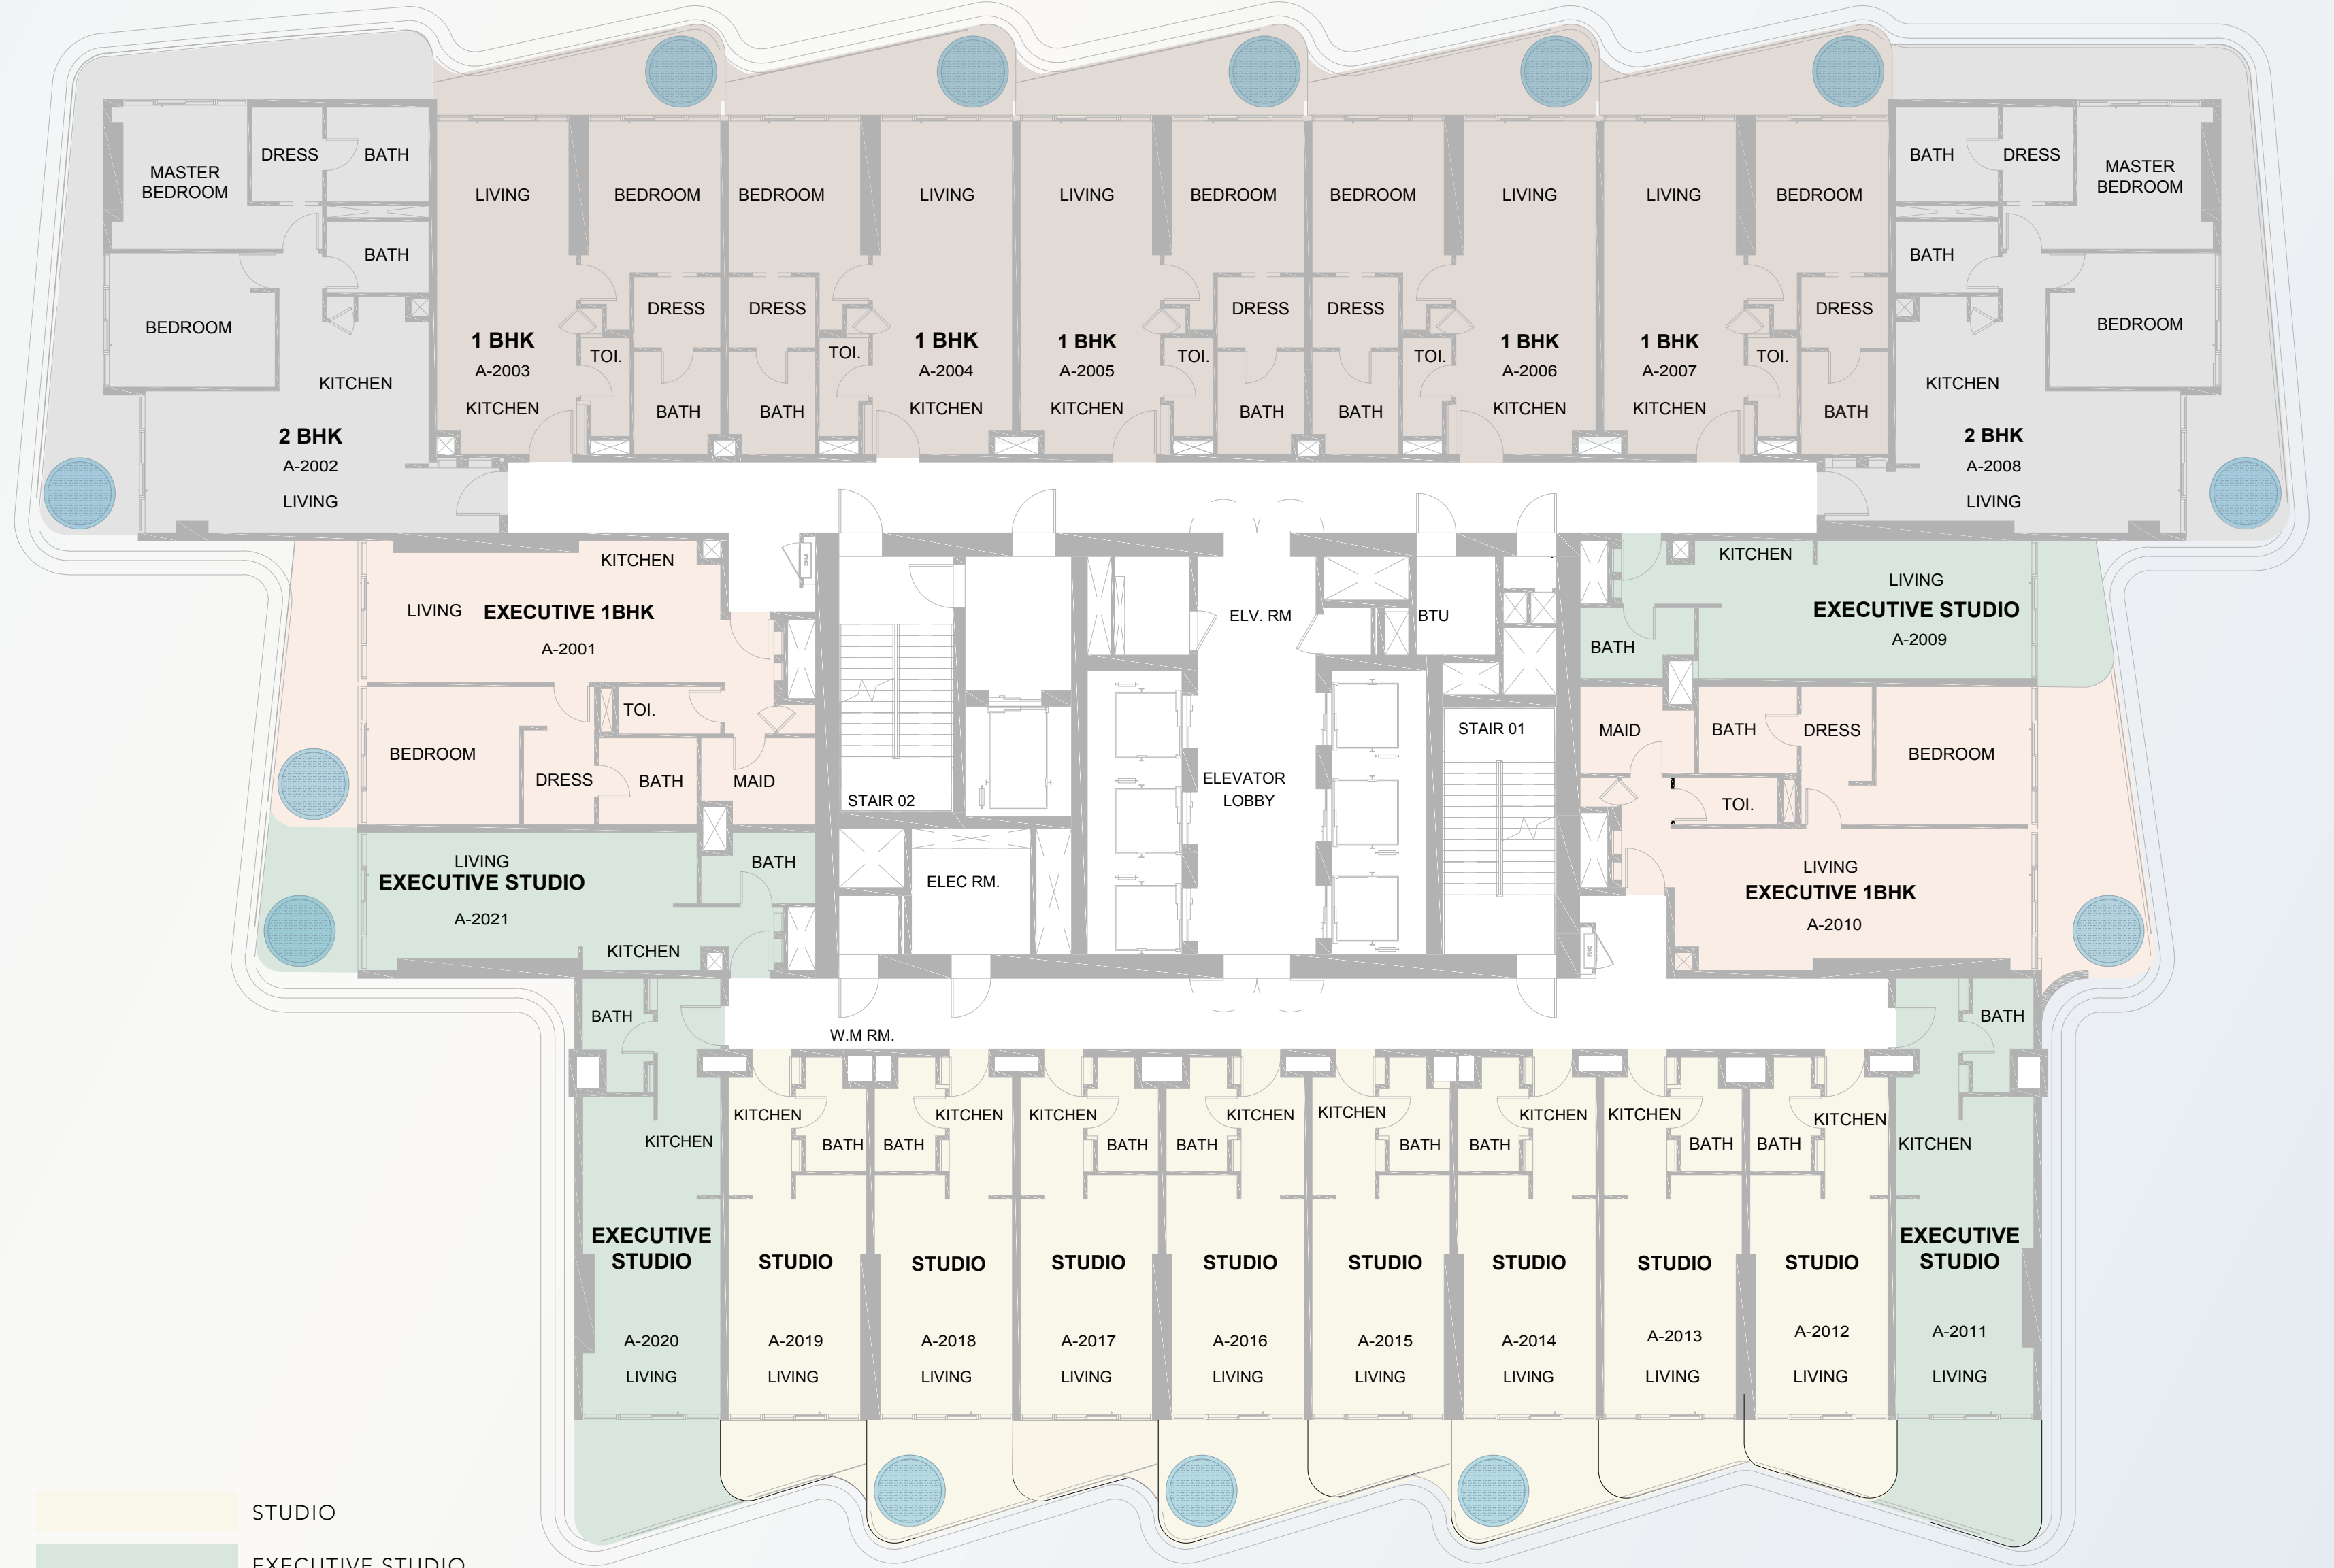 MASTER
BEDROOM
DRESS
BATH
BATH
BEDROOM
KITCHEN
2 BHK
A-2002
LIVING
LIVING
BEDROOM
DRESS
1 BHK
A-2003
TOI.
KITCHEN
BATH
BEDROOM
LIVING
DRESS
1 BHK
A-2004
TOI.
KITCHEN
BATH
LIVING
BEDROOM
DRESS
1 BHK
A-2005
TOI.
KITCHEN
BATH
BEDROOM
LIVING
DRESS
1 BHK
A-2006
TOI.
KITCHEN
BATH
LIVING
BEDROOM
DRESS
1 BHK
A-2007
TOI.
KITCHEN
BATH
BATH
DRESS
MASTER
BEDROOM
BATH
BEDROOM
KITCHEN
2 BHK
A-2008
LIVING
KITCHEN
LIVING
EXECUTIVE 1BHK
A-2001
TOI.
BEDROOM
DRESS
BATH
MAID
LIVING
EXECUTIVE STUDIO
A-2021
BATH
KITCHEN
STAIR 02
ELEC RM.
ELV. RM
BTU
ELEVATOR
LOBBY
STAIR 01
W.M RM.
KITCHEN
LIVING
EXECUTIVE STUDIO
A-2009
BATH
MAID
BATH
DRESS
BEDROOM
TOI.
LIVING
EXECUTIVE 1BHK
A-2010
BATH
KITCHEN
EXECUTIVE
STUDIO
A-2020
LIVING
KITCHEN
BATH
STUDIO
A-2019
LIVING
KITCHEN
BATH
STUDIO
A-2018
LIVING
KITCHEN
BATH
STUDIO
A-2017
LIVING
KITCHEN
BATH
STUDIO
A-2016
LIVING
KITCHEN
BATH
STUDIO
A-2015
LIVING
KITCHEN
BATH
STUDIO
A-2014
LIVING
KITCHEN
BATH
STUDIO
A-2013
LIVING
KITCHEN
BATH
STUDIO
A-2012
LIVING
BATH
KITCHEN
EXECUTIVE
STUDIO
A-2011
LIVING
STUDIO
EXECUTIVE STUDIO